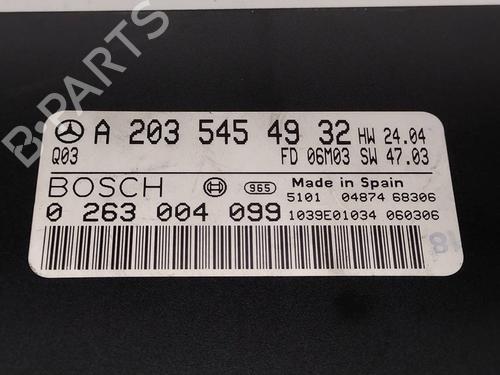 A 203 545 49 32 HW 24.04
Q03 FD 06M03 SW 47.03
BOSCH 965 Made in Spain
5101 04874 68306
0 263 004 099 1039E01034 060306
18
B-PARTS